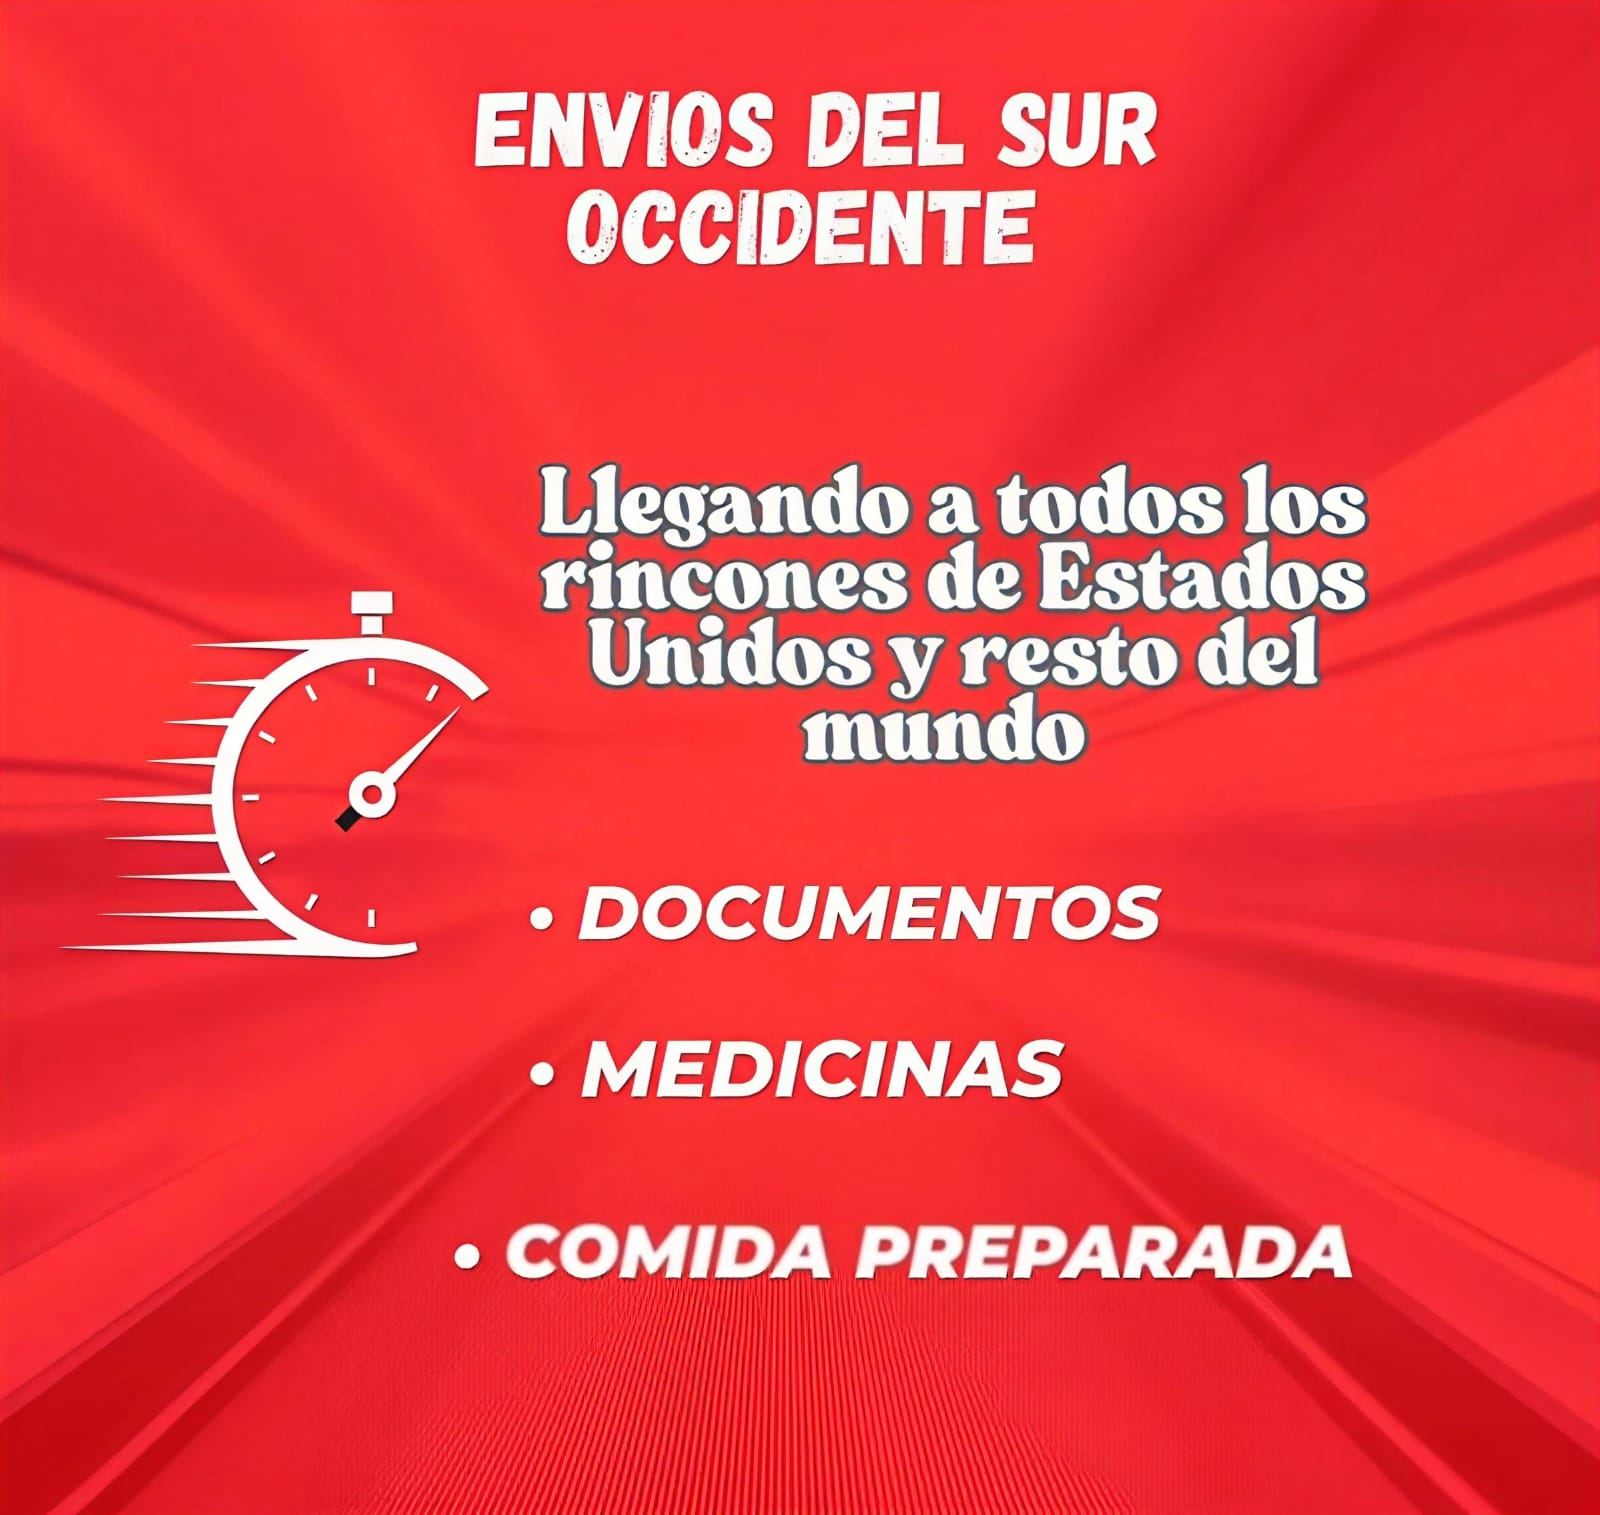 ENVIOS DEL SUR
OCCIDENTE
Llegando a todos los
rincones de Estados
Unidos y resto del
mundo
• DOCUMENTOS
• MEDICINAS
• COMIDA PREPARADA